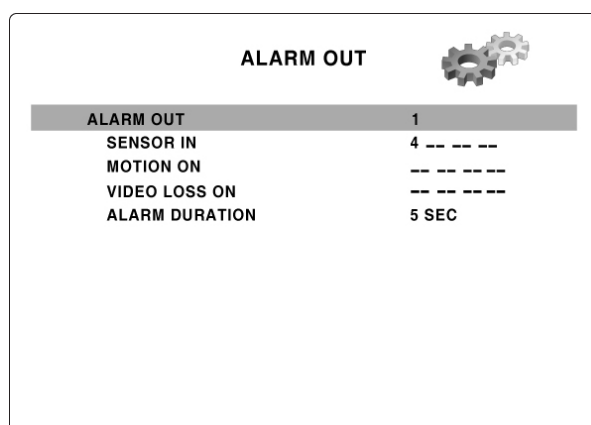 ALARM OUT
ALARM OUT 1
SENSOR IN 4 -- -- --
MOTION ON -- -- -- --
VIDEO LOSS ON -- -- -- --
ALARM DURATION 5 SEC